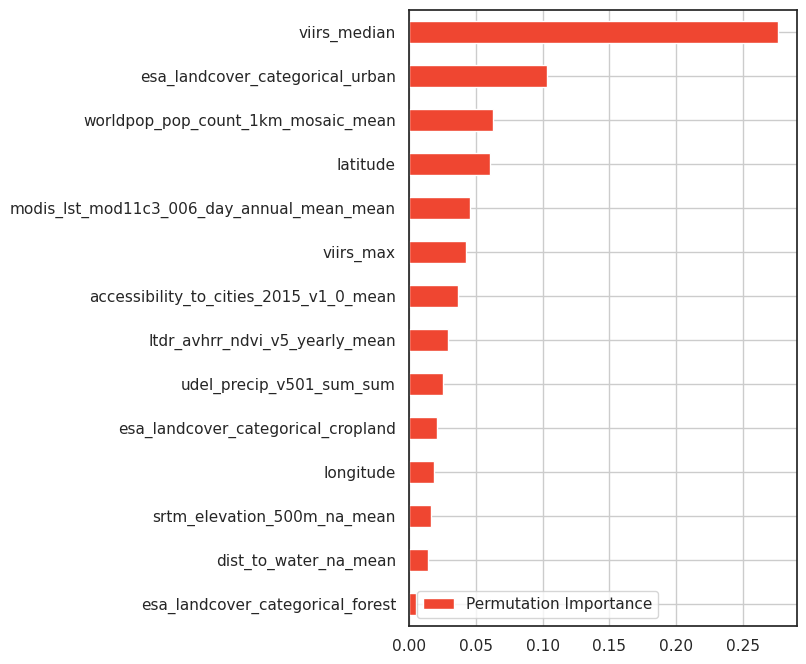 viirs_median
esa_landcover_categorical_urban
worldpop_pop_count_1km_mosaic_mean
latitude
modis_lst_mod11c3_006_day_annual_mean_mean
viirs_max
accessibility_to_cities_2015_v1_0_mean
ltdr_avhrr_ndvi_v5_yearly_mean
udel_precip_v501_sum_sum
esa_landcover_categorical_cropland
longitude
srtm_elevation_500m_na_mean
dist_to_water_na_mean
esa_landcover_categorical_forest
Permutation Importance
0.00 0.05 0.10 0.15 0.20 0.25